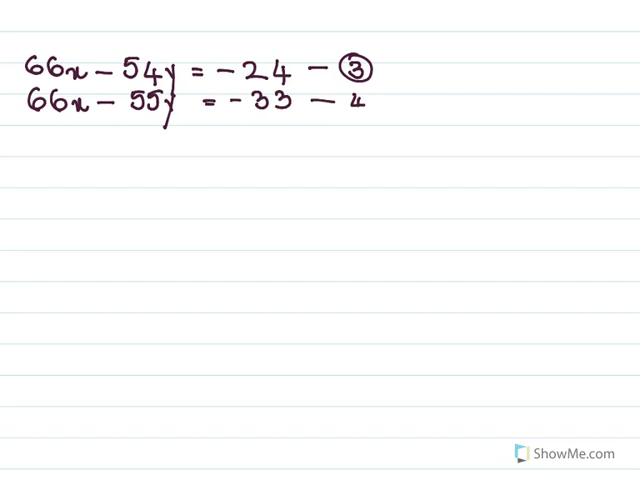 66x - 54y = - 24 - ③
66x - 55y = - 33 - 4
ShowMe.com